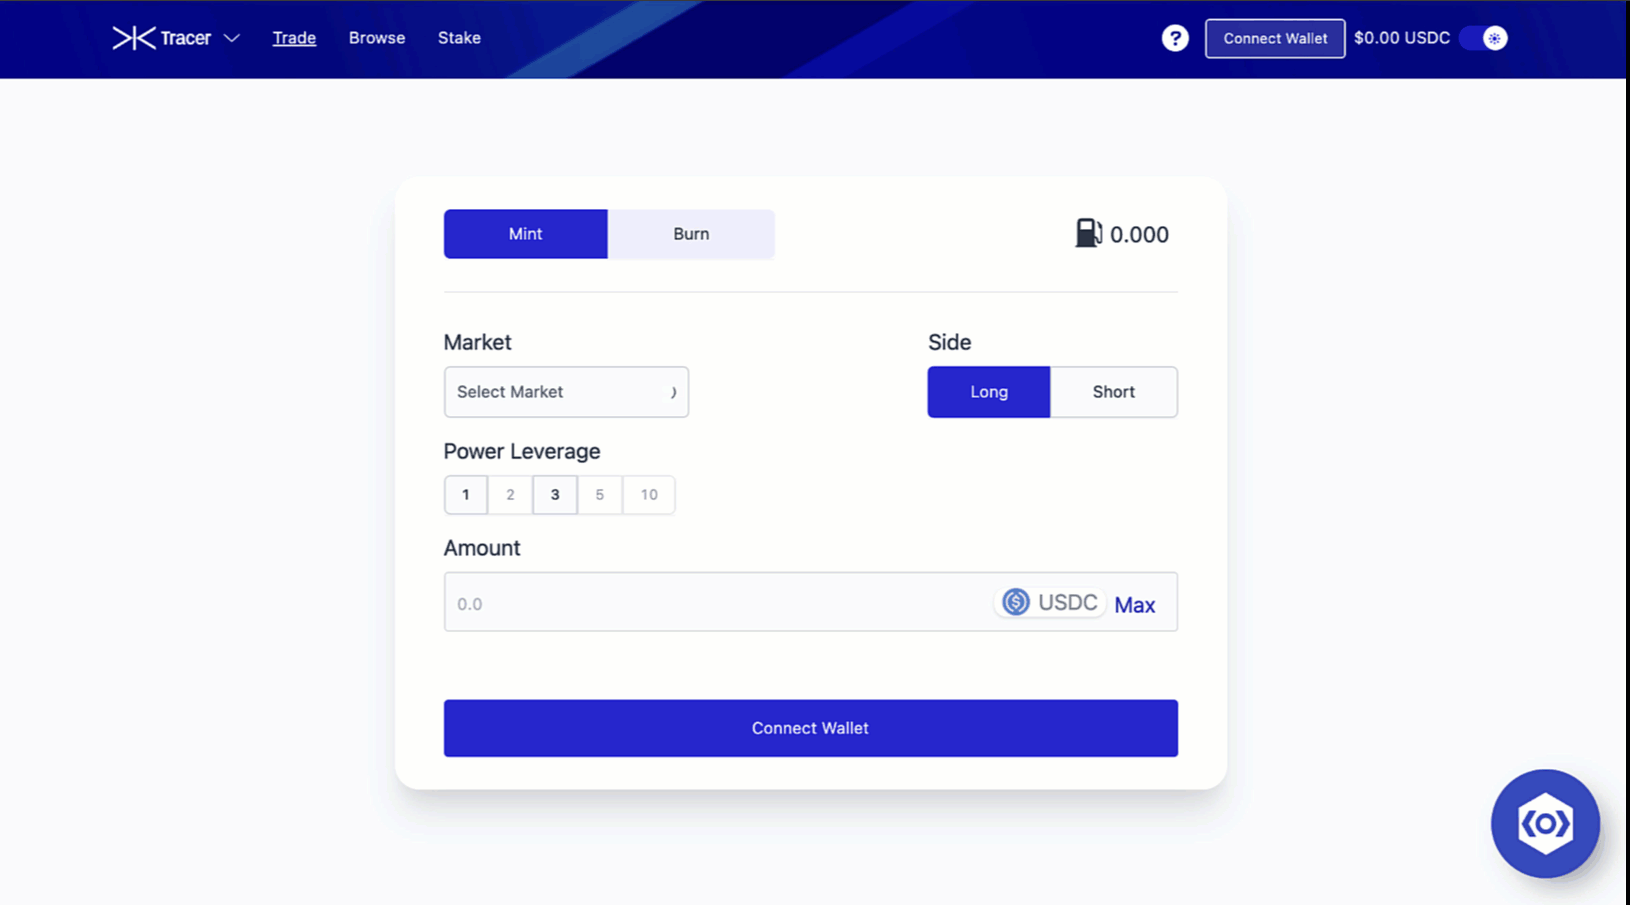 Tracer Trade Browse Stake ? Connect Wallet $0.00 USDC
Mint Burn 0.000
Market Side
Select Market Long Short
Power Leverage
1 2 3 5 10
Amount
0.0 USDC Max
Connect Wallet